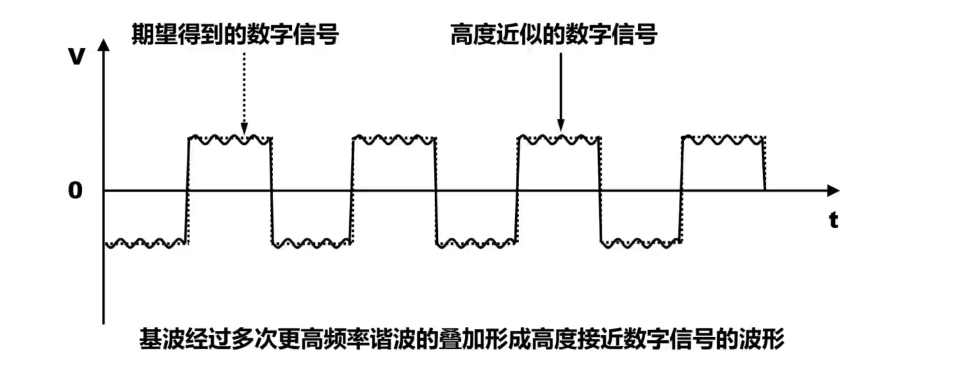 期望得到的数字信号
高度近似的数字信号
V
0
t
基波经过多次更高频率谐波的叠加形成高度接近数字信号的波形